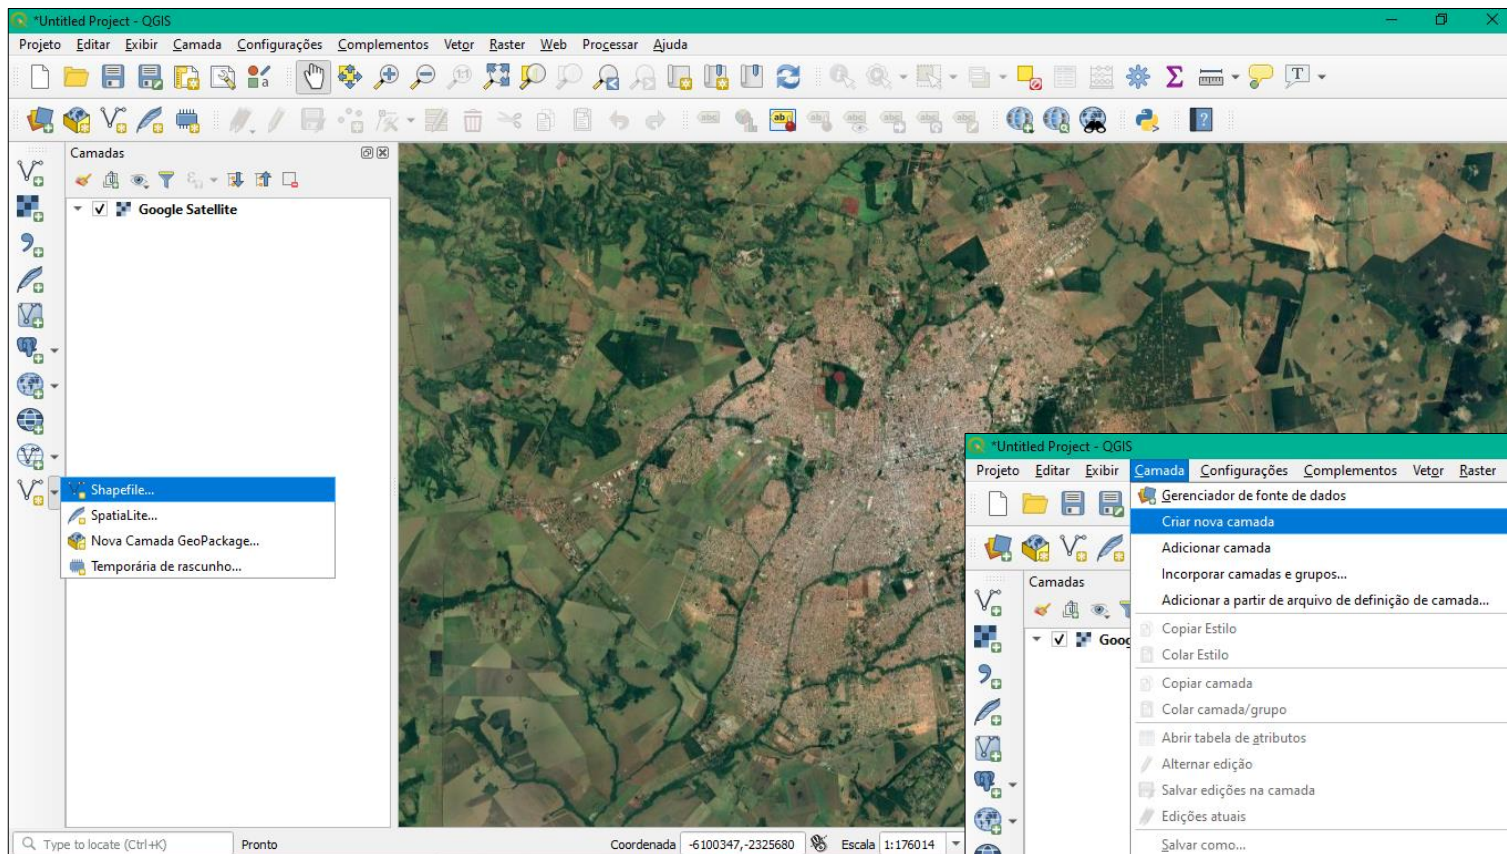 *Untitled Project - QGIS
Projeto Editar Exibir Camada Configurações Complementos Vetor Raster Web Processar Ajuda
Camadas
Google Satellite
Shapefile...
SpatiaLite...
Nova Camada GeoPackage...
Temporária de rascunho...
Type to locate (Ctrl+K)
Pronto
Coordenada -6100347,-2325680
Escala 1:176014
*Untitled Project - QGIS
Projeto Editar Exibir Camada Configurações Complementos Vetor Raster
Gerenciador de fonte de dados
Criar nova camada
Adicionar camada
Incorporar camadas e grupos...
Adicionar a partir de arquivo de definição de camada...
Camadas
Goog
Copiar Estilo
Colar Estilo
Copiar camada
Colar camada/grupo
Abrir tabela de atributos
Alternar edição
Salvar edições na camada
Edições atuais
Salvar como...